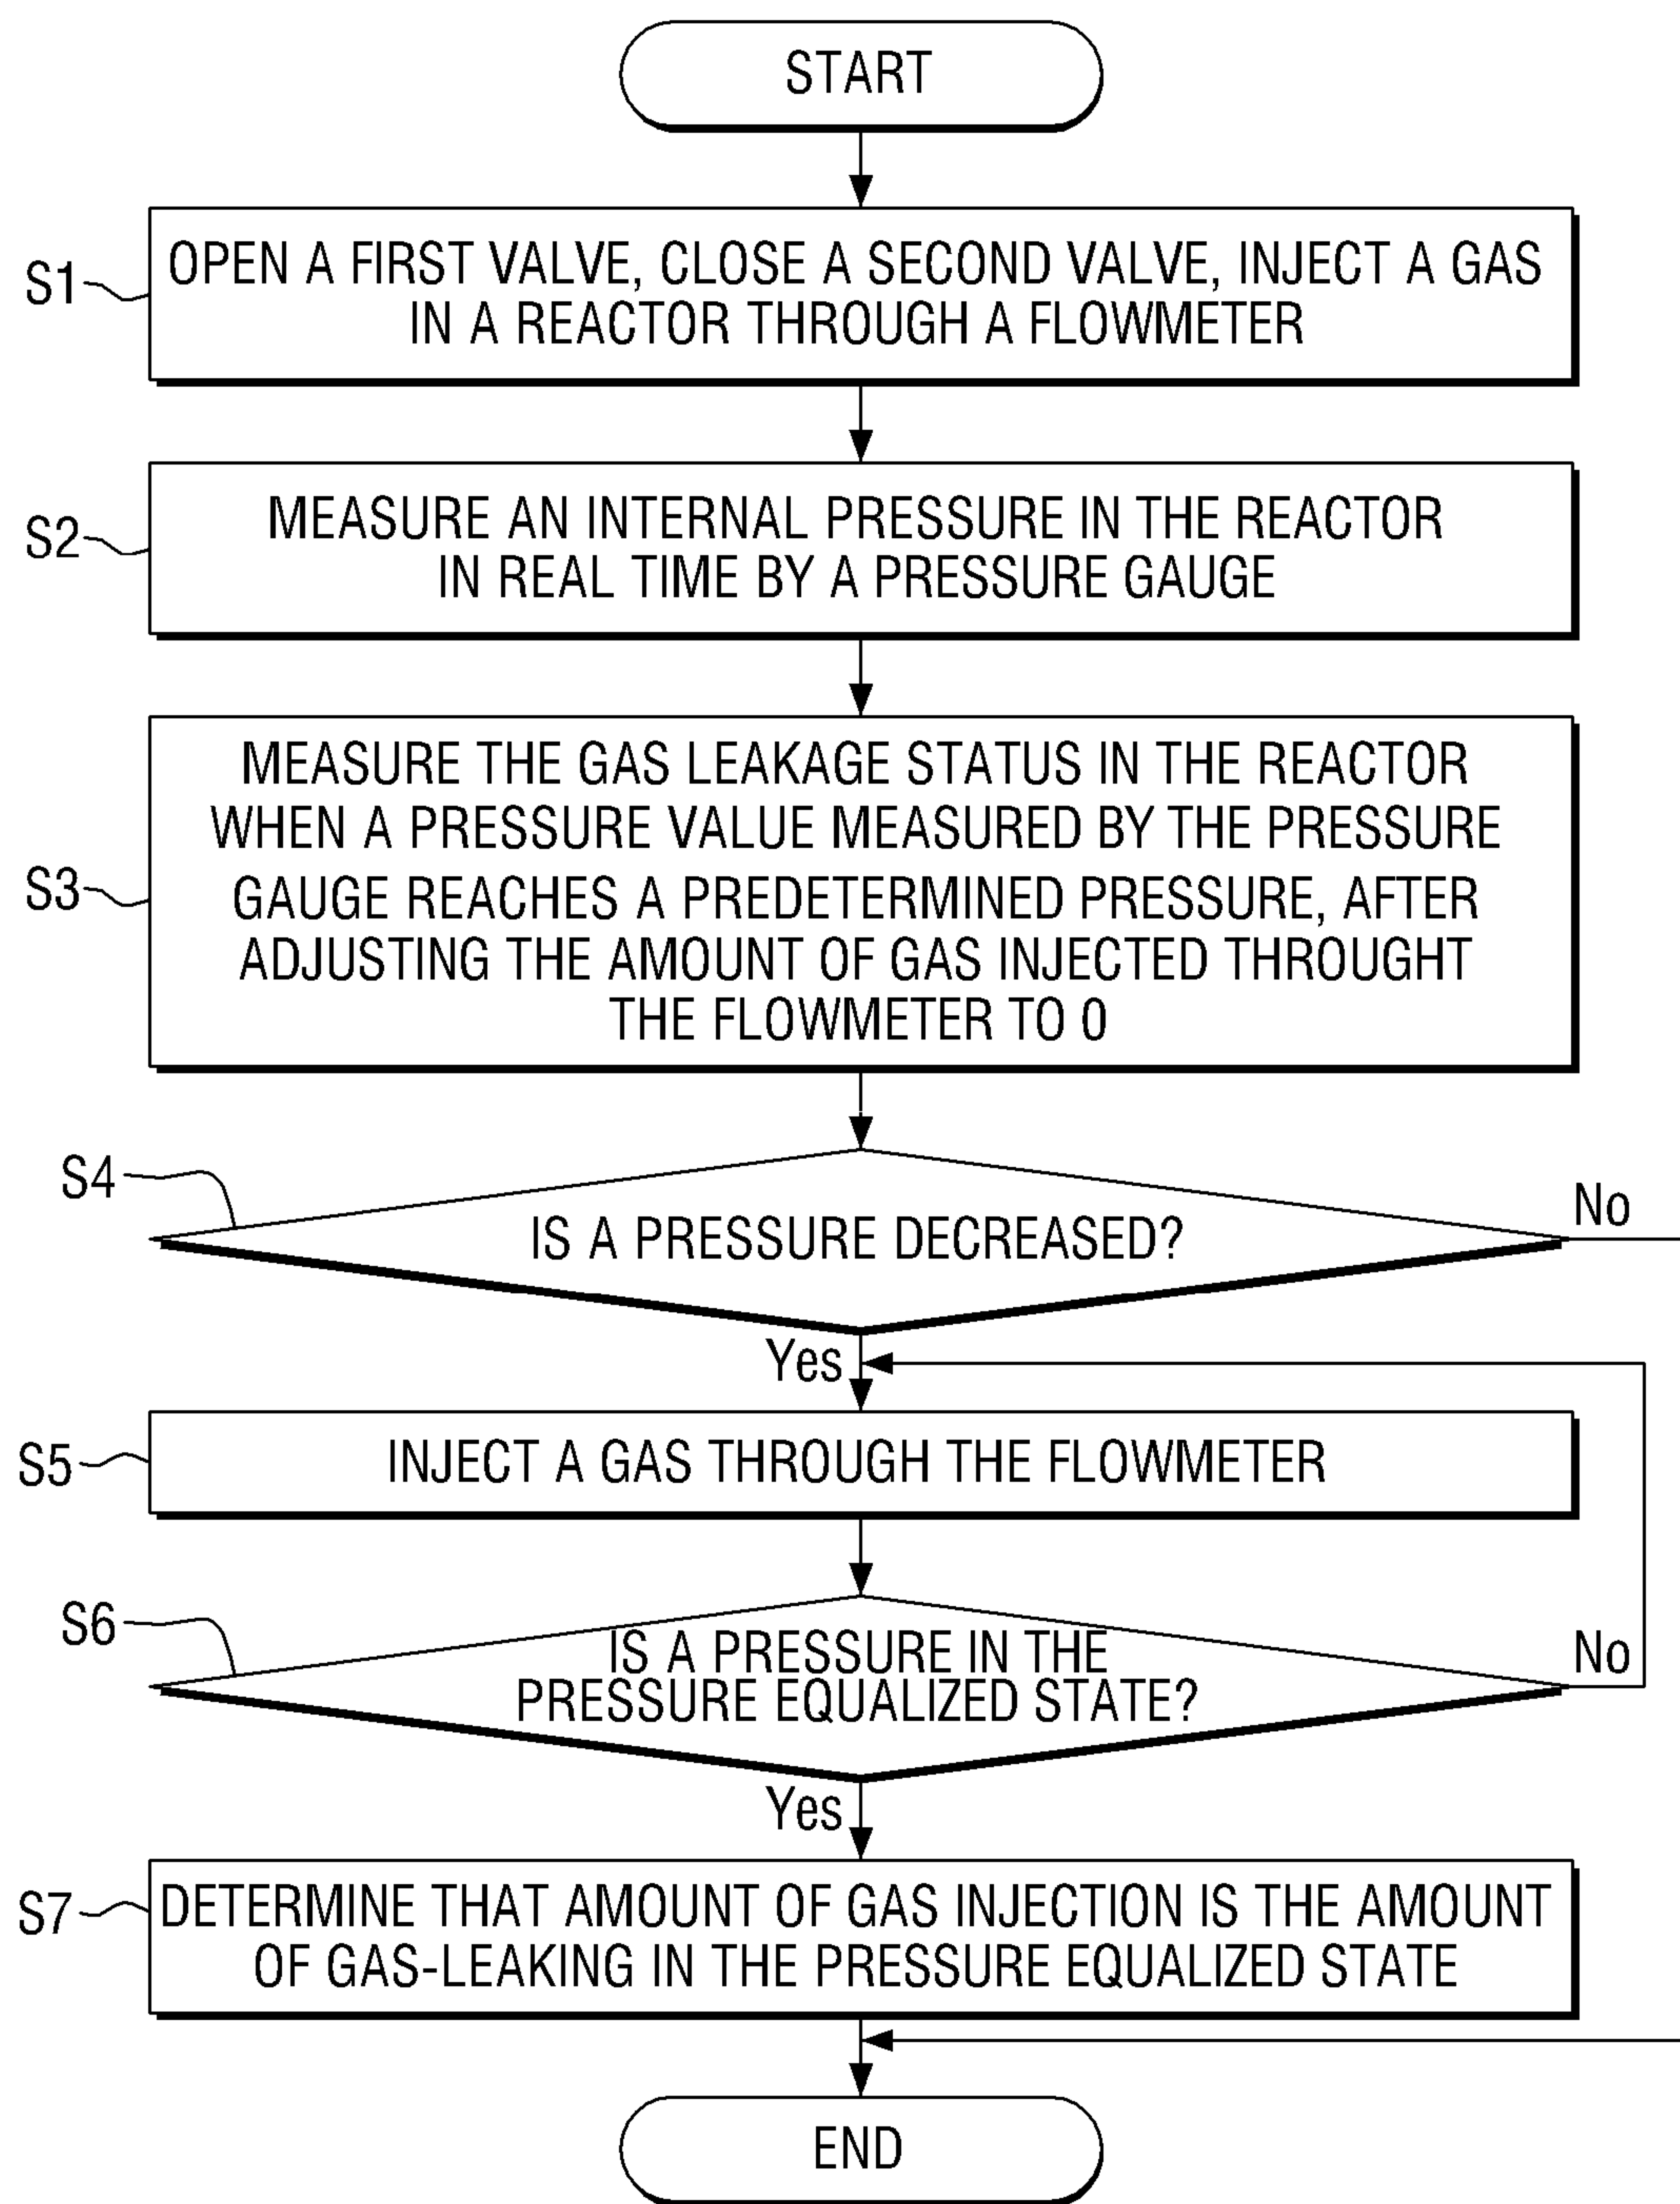 START
S1
OPEN A FIRST VALVE, CLOSE A SECOND VALVE, INJECT A GAS
IN A REACTOR THROUGH A FLOWMETER
S2
MEASURE AN INTERNAL PRESSURE IN THE REACTOR
IN REAL TIME BY A PRESSURE GAUGE
S3
MEASURE THE GAS LEAKAGE STATUS IN THE REACTOR
WHEN A PRESSURE VALUE MEASURED BY THE PRESSURE
GAUGE REACHES A PREDETERMINED PRESSURE, AFTER
ADJUSTING THE AMOUNT OF GAS INJECTED THROUGHT
THE FLOWMETER TO 0
S4
IS A PRESSURE DECREASED?
No
Yes
S5
INJECT A GAS THROUGH THE FLOWMETER
S6
IS A PRESSURE IN THE
PRESSURE EQUALIZED STATE?
No
Yes
S7
DETERMINE THAT AMOUNT OF GAS INJECTION IS THE AMOUNT
OF GAS-LEAKING IN THE PRESSURE EQUALIZED STATE
END